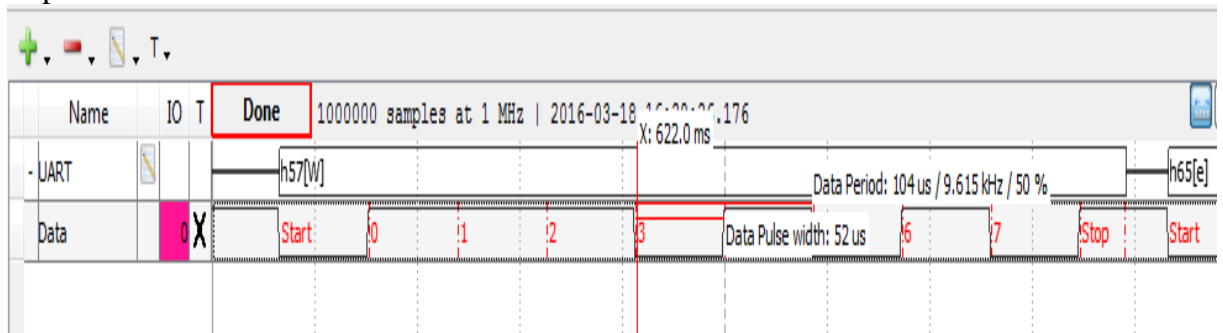 T
Name IO T Done 1000000 samples at 1 MHz | 2016-03-18 .176
X: 622.0 ms
- UART h57[W] h65[e]
Data Period: 104 us / 9.615 kHz / 50 %
Data 0 X Start 0 1 2 3 Data Pulse width: 52 us 6 7 Stop Start